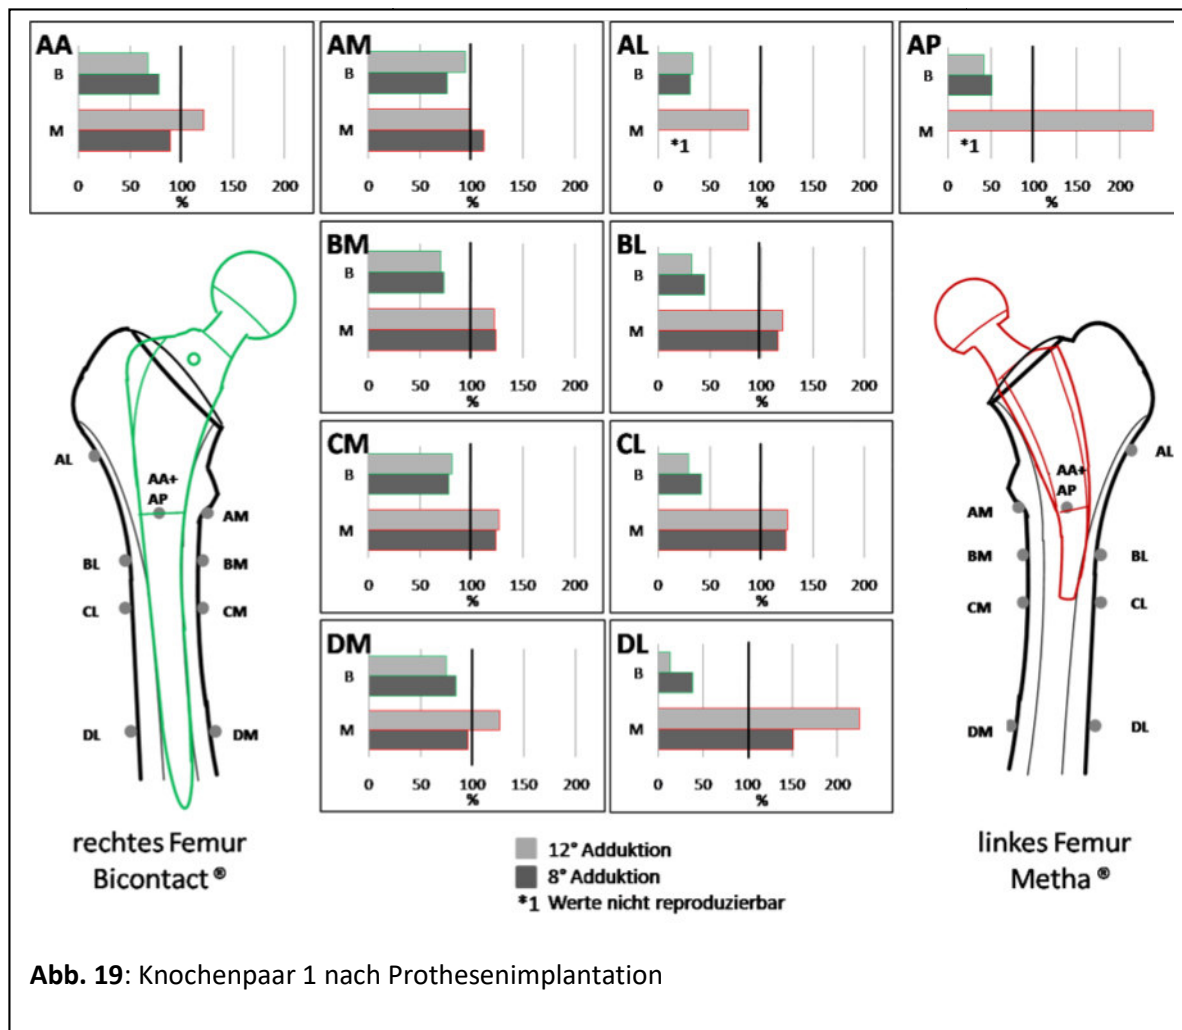 AA
B
M
0 50 100 150 200
%
AM
B
M
0 50 100 150 200
%
AL
B
M
*1
0 50 100 150 200
%
AP
B
M
*1
0 50 100 150 200
%
BM
B
M
0 50 100 150 200
%
BL
B
M
0 50 100 150 200
%
CM
B
M
0 50 100 150 200
%
CL
B
M
0 50 100 150 200
%
DM
B
M
0 50 100 150 200
%
DL
B
M
0 50 100 150 200
%
AL
AA+
AP
AM
BL
BM
CL
CM
DL
DM
rechtes Femur
Bicontact ®
AL
AA+
AP
AM
BM
BL
CM
CL
DM
DL
linkes Femur
Metha ®
12° Adduktion
8° Adduktion
*1 Werte nicht reproduzierbar
Abb. 19: Knochenpaar 1 nach Prothesenimplantation